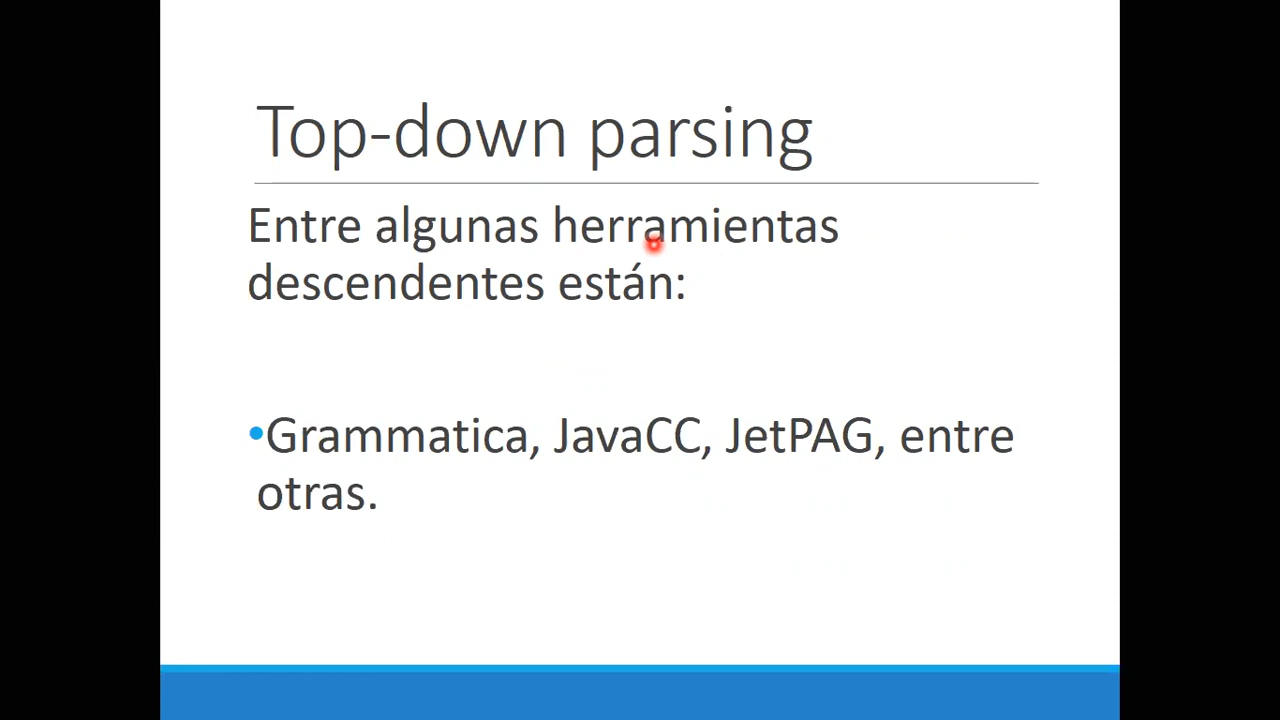 Top-down parsing
Entre algunas herramientas
descendentes están:
•Grammatica, JavaCC, JetPAG, entre
otras.